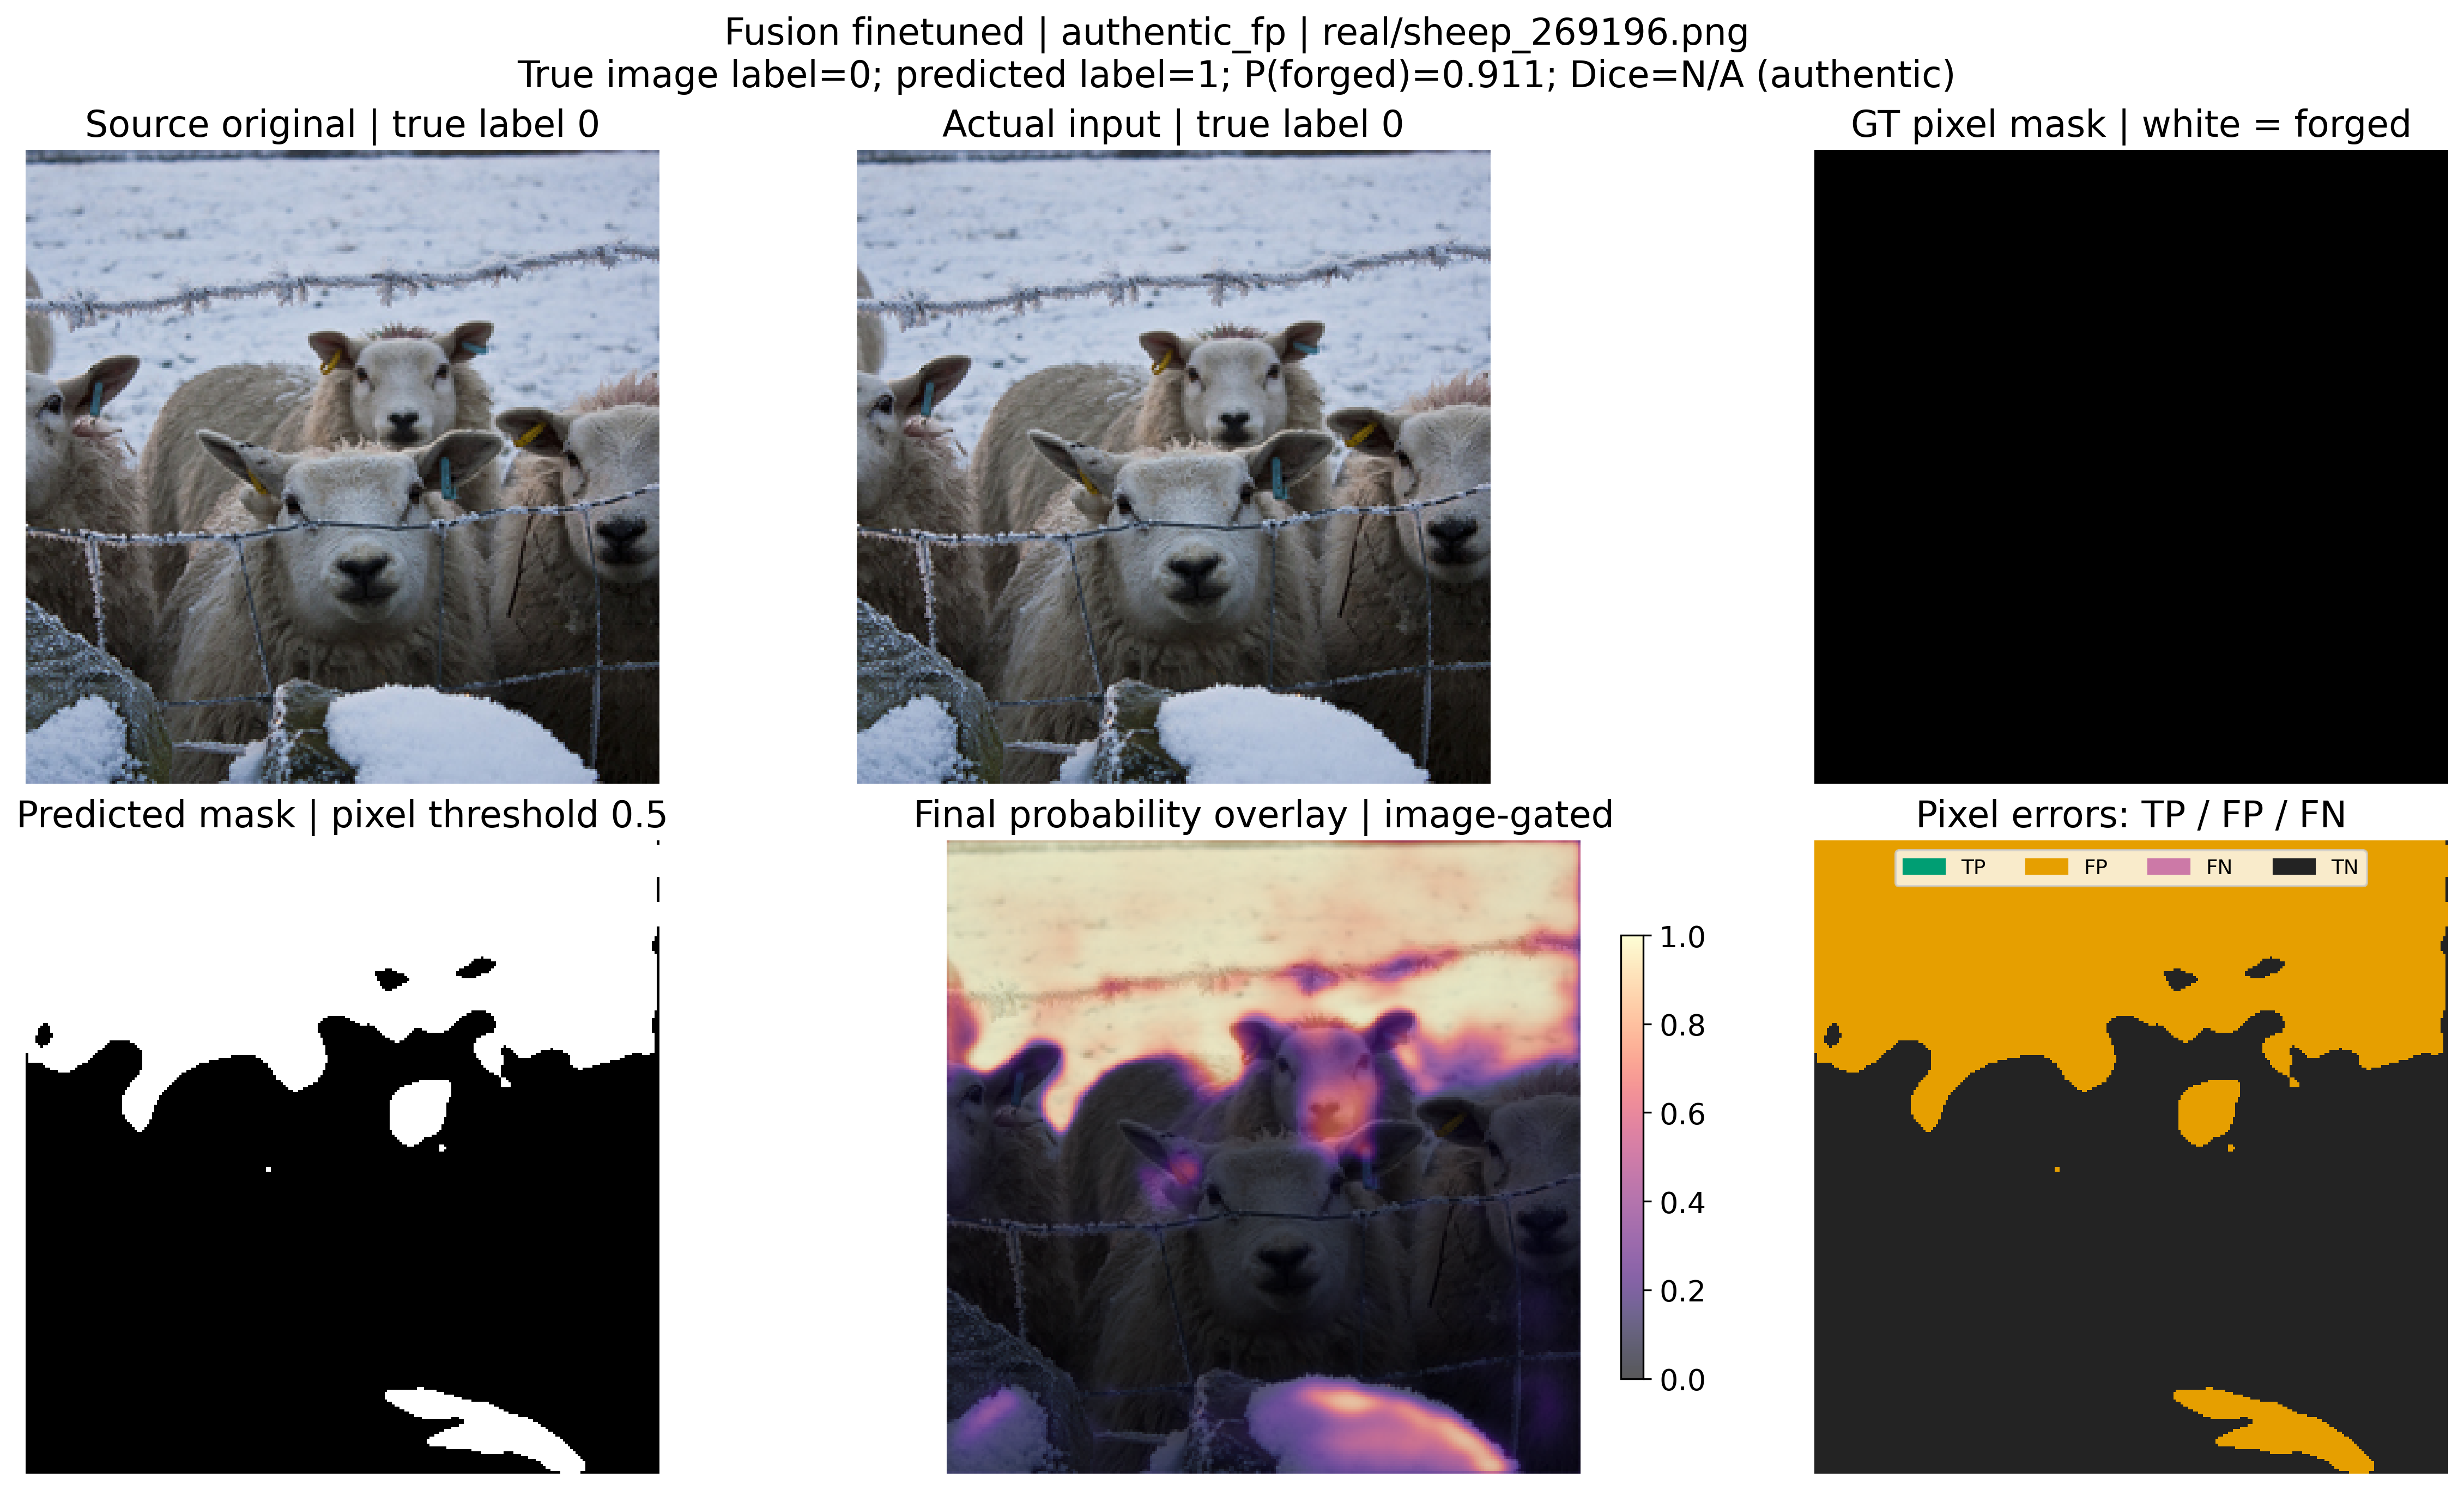 Fusion finetuned | authentic_fp | real/sheep_269196.png
True image label=0; predicted label=1; P(forged)=0.911; Dice=N/A (authentic)
Source original | true label 0
Actual input | true label 0
GT pixel mask | white = forged
Predicted mask | pixel threshold 0.5
Final probability overlay | image-gated
1.0
0.8
0.6
0.4
0.2
0.0
Pixel errors: TP / FP / FN
TP FP FN TN